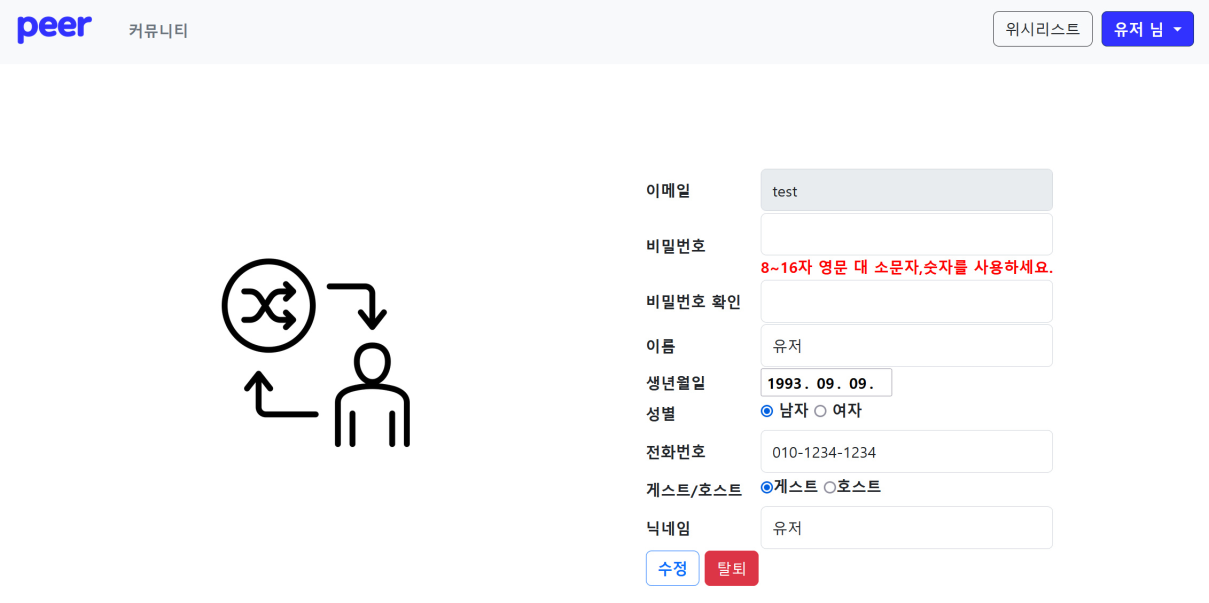 peer 커뮤니티 위시리스트 유저 님
이메일 test
비밀번호
8~16자 영문 대 소문자,숫자를 사용하세요.
비밀번호 확인
이름 유저
생년월일 1993. 09. 09.
성별 남자 여자
전화번호 010-1234-1234
게스트/호스트 게스트 호스트
닉네임 유저
수정 탈퇴